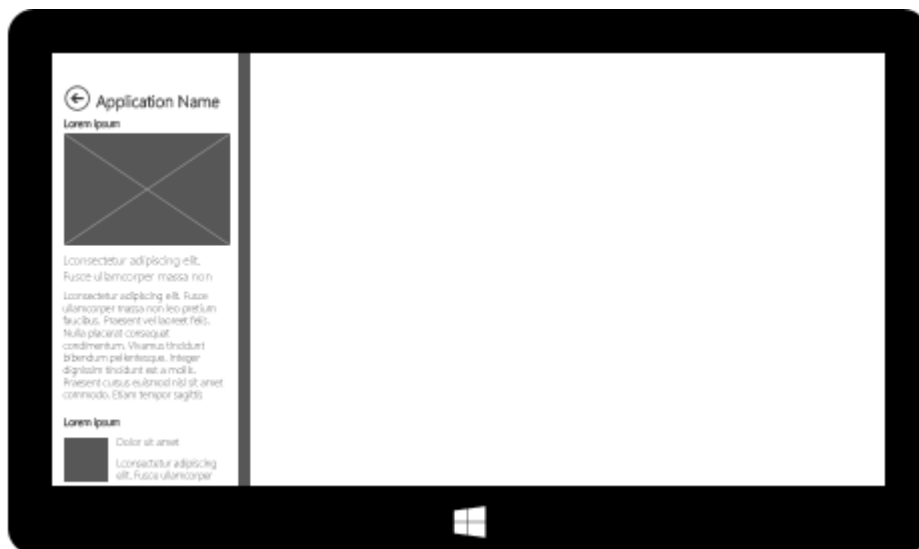 Application Name
Lorem Ipsum
Lconsectetur adipiscing elit.
Fusce ullamcorper massa non
Lconsectetur adipiscing elit. Fusce
ullamcorper massa non leo pretium
faucibus. Praesent vel laoreet felis.
Nulla placerat consequat
condimentum. Vivamus tincidunt
bibendum pellentesque. Integer
dignissim tincidunt est a mollis.
Praesent cursus euismod nisl sit amet
commodo. Etiam tempor sagittis
Lorem Ipsum
Dolor sit amet
Lconsectetur adipiscing
elit. Fusce ullamcorper